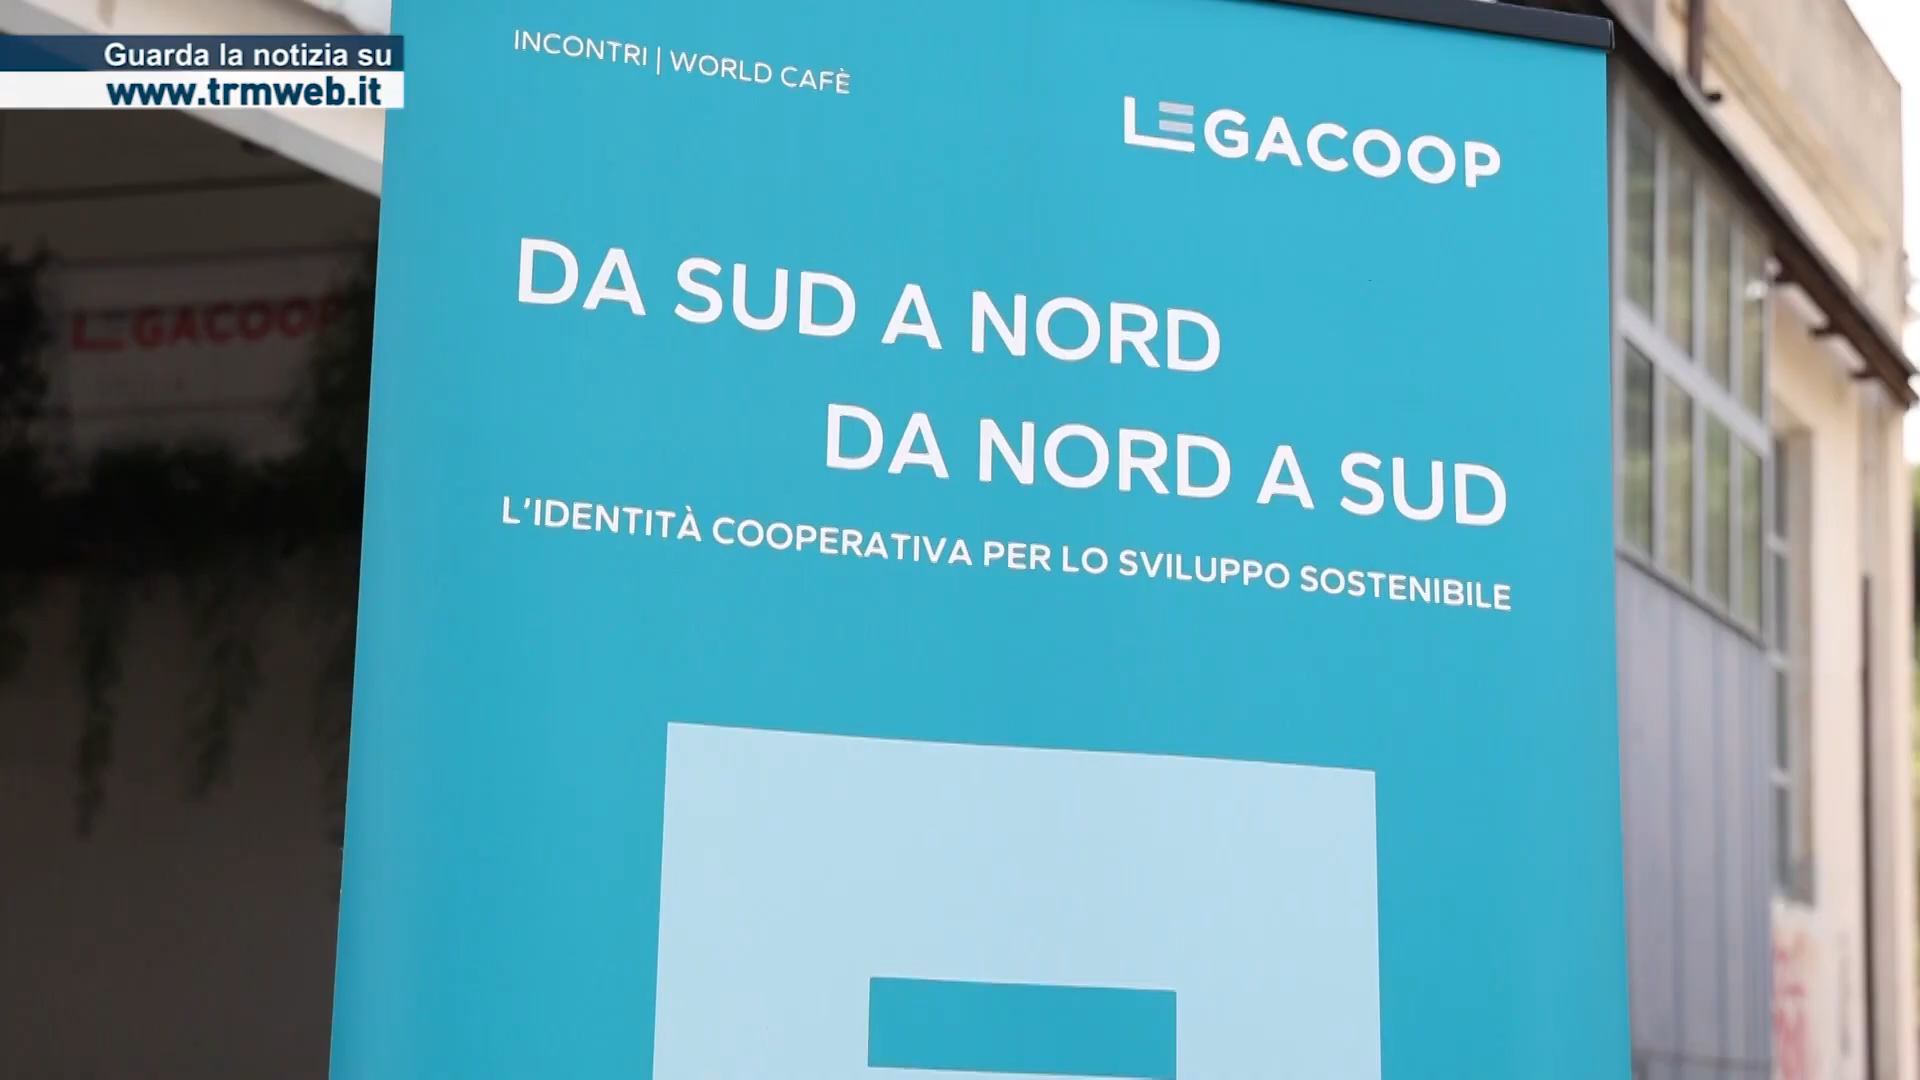 Guarda la notizia su
www.trmweb.it
INCONTRI | WORLD CAFÈ
LEGACOOP
DA SUD A NORD
DA NORD A SUD
L'IDENTITÀ COOPERATIVA PER LO SVILUPPO SOSTENIBILE
LEGACOOP